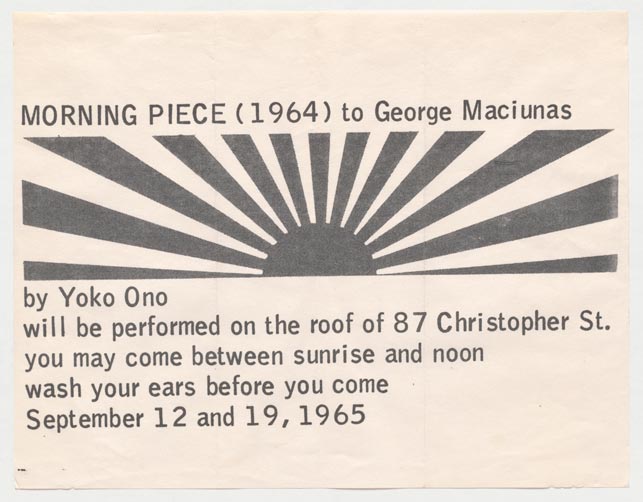 MORNING PIECE (1964) to George Maciunas
by Yoko Ono
will be performed on the roof of 87 Christopher St.
you may come between sunrise and noon
wash your ears before you come
September 12 and 19, 1965